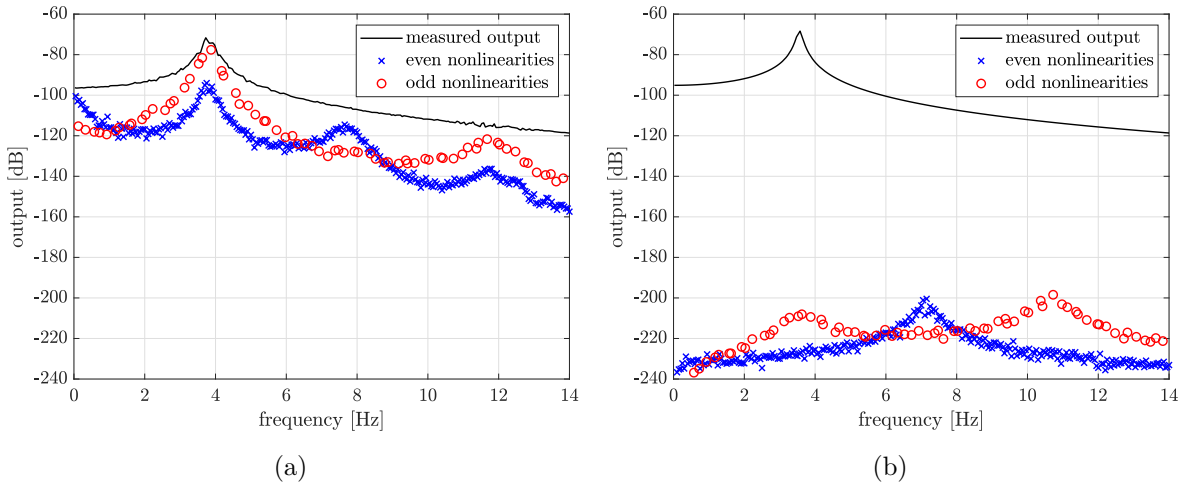 -60
-80
-100
-120
-140
-160
-180
-200
-220
-240
output [dB]
0 2 4 6 8 10 12 14
frequency [Hz]
measured output
even nonlinearities
odd nonlinearities
(a)
-60
-80
-100
-120
-140
-160
-180
-200
-220
-240
output [dB]
0 2 4 6 8 10 12 14
frequency [Hz]
measured output
even nonlinearities
odd nonlinearities
(b)